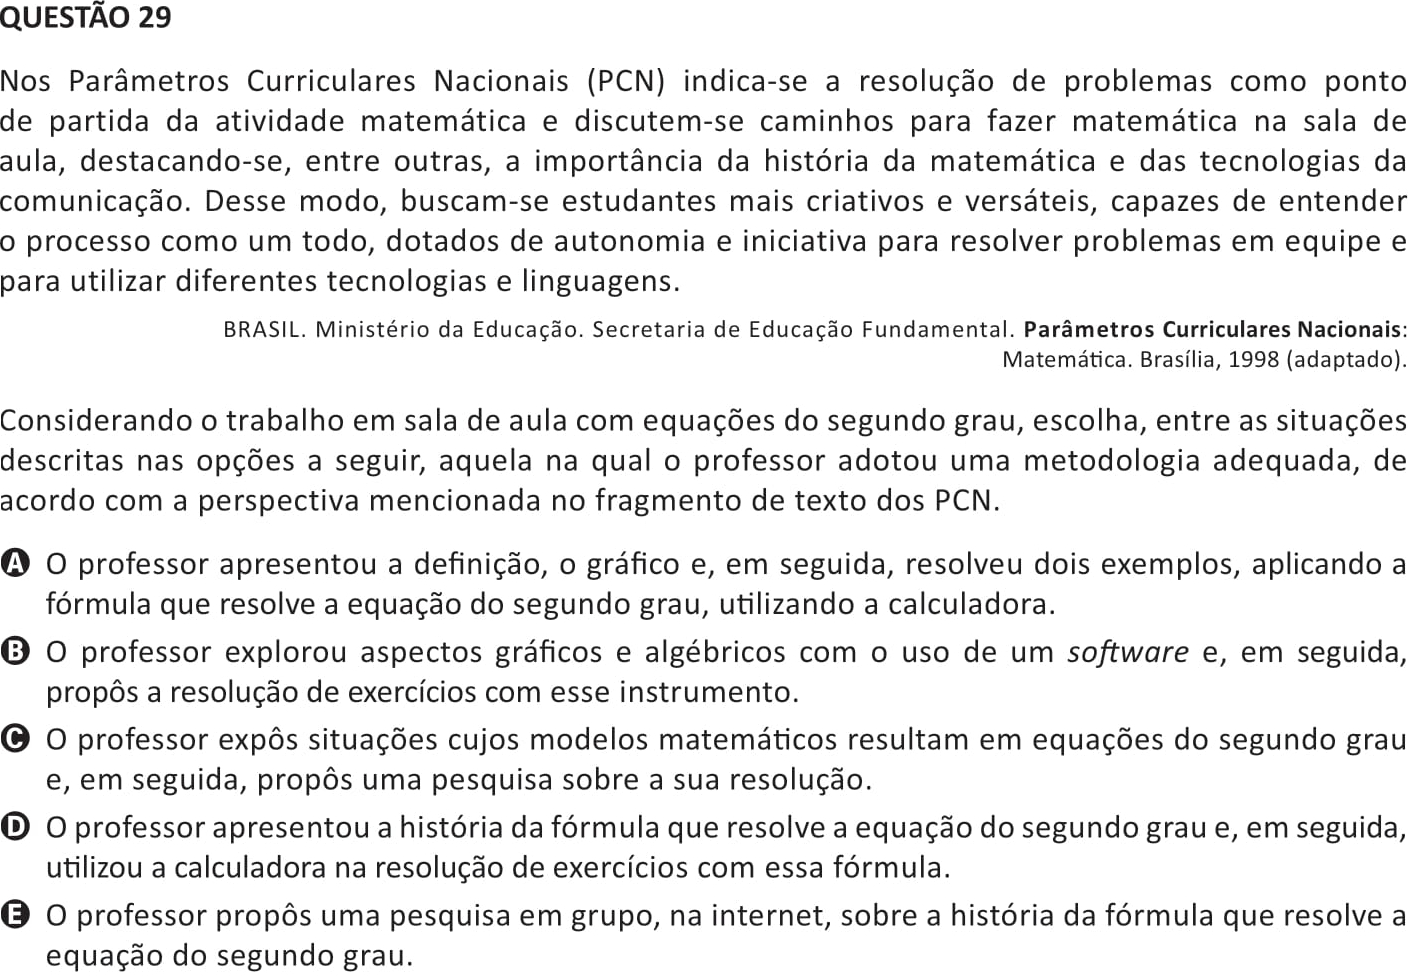 QUESTÃO 29
Nos Parâmetros Curriculares Nacionais (PCN) indica-se a resolução de problemas como ponto
de partida da atividade matemática e discutem-se caminhos para fazer matemática na sala de
aula, destacando-se, entre outras, a importância da história da matemática e das tecnologias da
comunicação. Desse modo, buscam-se estudantes mais criativos e versáteis, capazes de entender
o processo como um todo, dotados de autonomia e iniciativa para resolver problemas em equipe e
para utilizar diferentes tecnologias e linguagens.
BRASIL. Ministério da Educação. Secretaria de Educação Fundamental. Parâmetros Curriculares Nacionais:
Matemática. Brasília, 1998 (adaptado).
Considerando o trabalho em sala de aula com equações do segundo grau, escolha, entre as situações
descritas nas opções a seguir, aquela na qual o professor adotou uma metodologia adequada, de
acordo com a perspectiva mencionada no fragmento de texto dos PCN.
A O professor apresentou a definição, o gráfico e, em seguida, resolveu dois exemplos, aplicando a
fórmula que resolve a equação do segundo grau, utilizando a calculadora.
B O professor explorou aspectos gráficos e algébricos com o uso de um software e, em seguida,
propôs a resolução de exercícios com esse instrumento.
C O professor expôs situações cujos modelos matemáticos resultam em equações do segundo grau
e, em seguida, propôs uma pesquisa sobre a sua resolução.
D O professor apresentou a história da fórmula que resolve a equação do segundo grau e, em seguida,
utilizou a calculadora na resolução de exercícios com essa fórmula.
E O professor propôs uma pesquisa em grupo, na internet, sobre a história da fórmula que resolve a
equação do segundo grau.